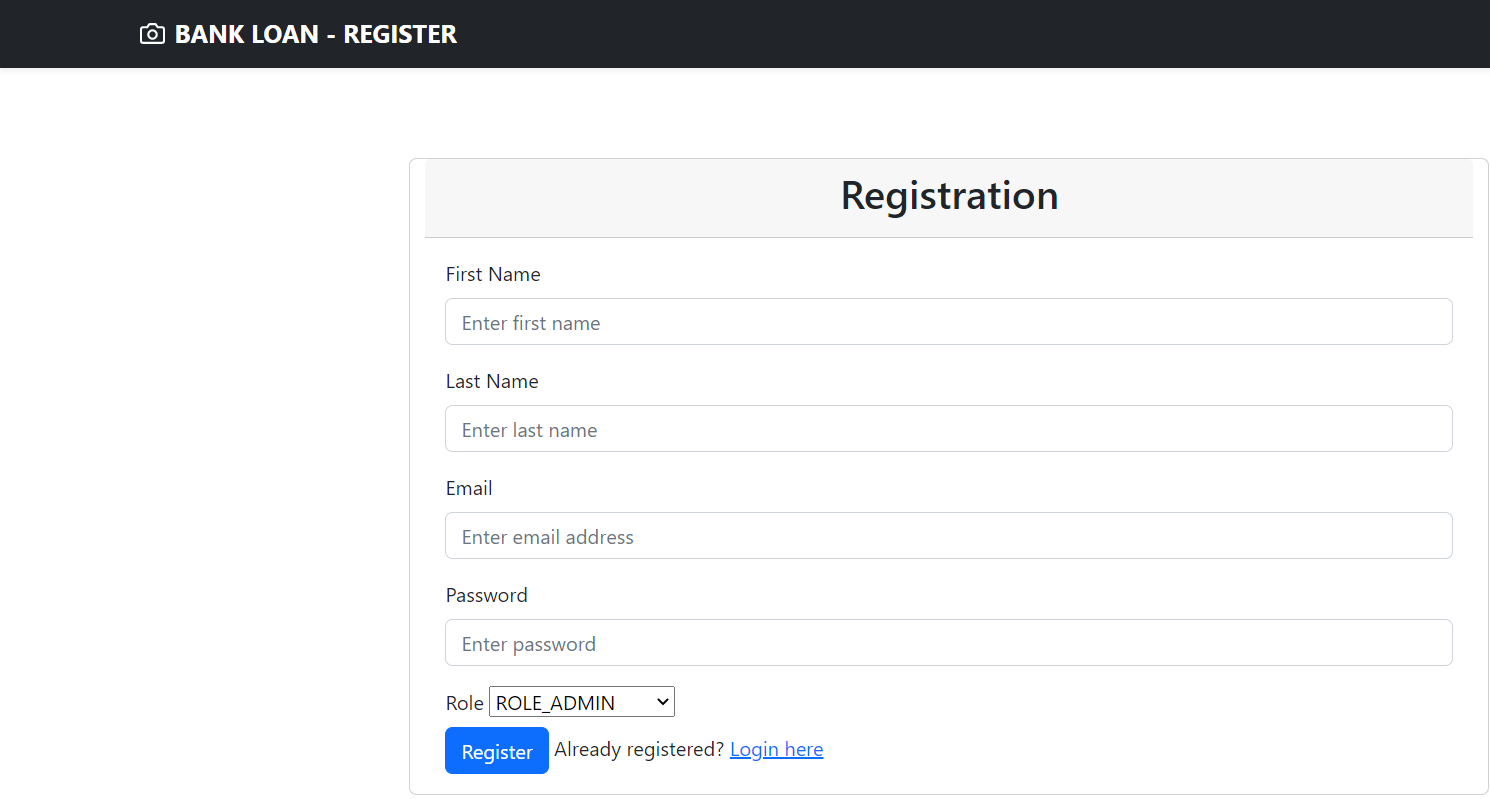 BANK LOAN - REGISTER
Registration
First Name
Enter first name
Last Name
Enter last name
Email
Enter email address
Password
Enter password
Role ROLE_ADMIN
Register Already registered? Login here